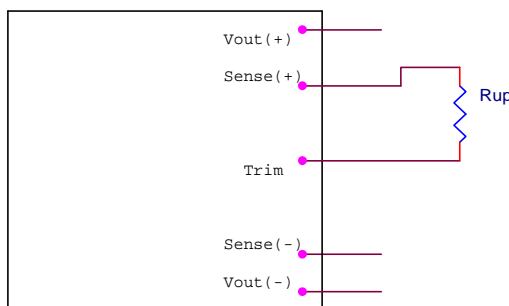 Vout(+)
Sense(+)
Rup
Trim
Sense(-)
Vout(-)